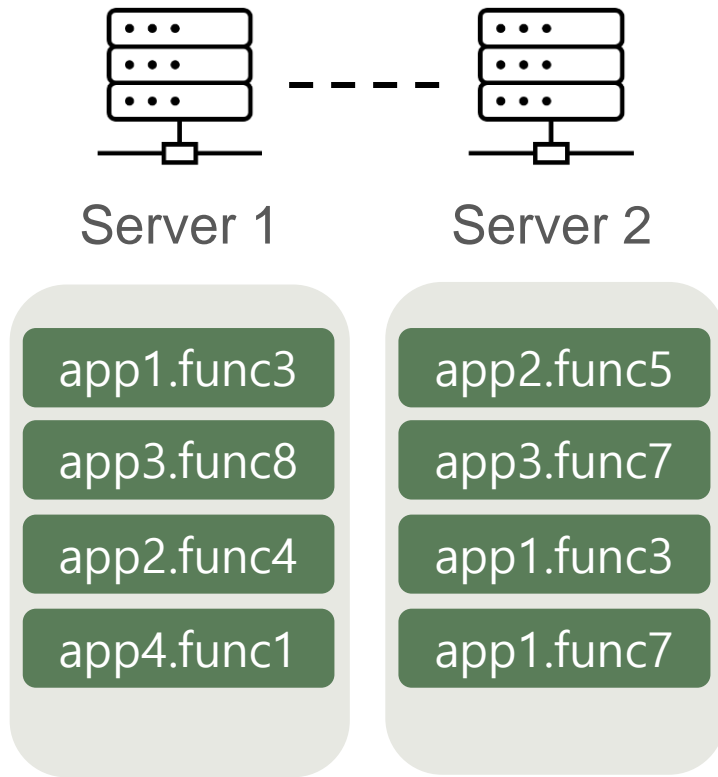 Server 1
Server 2
app1.func3
app3.func8
app2.func4
app4.func1
app2.func5
app3.func7
app1.func3
app1.func7